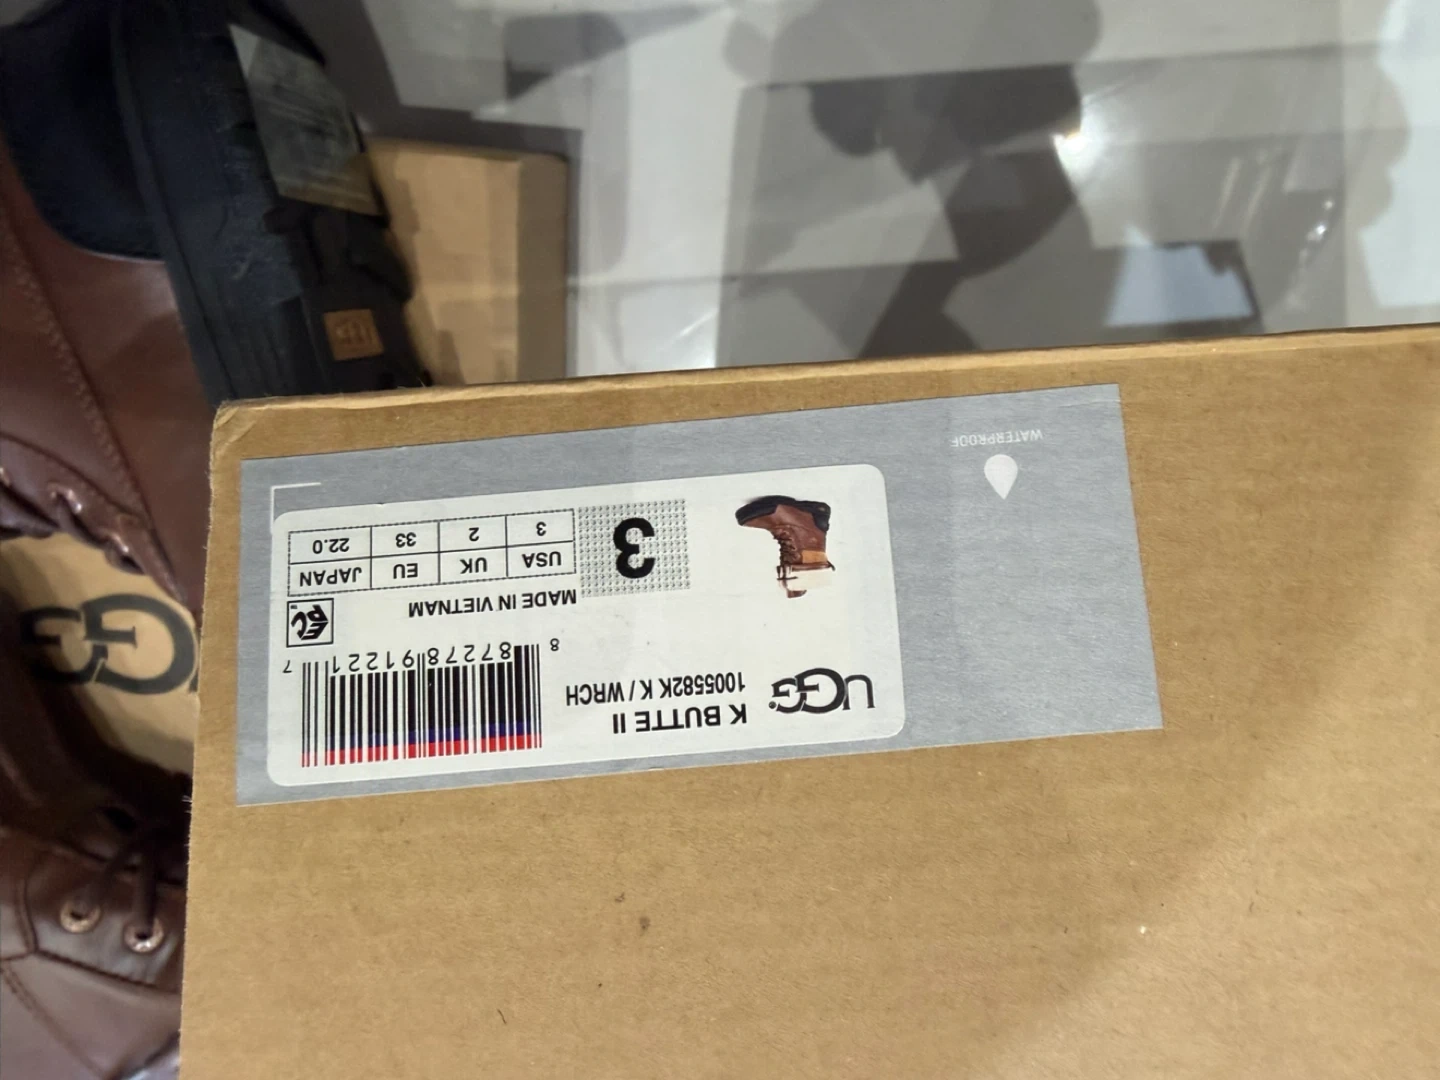 UGG
K BUTTE II
1005582K K / WRCH
8 87278 91221 7
MADE IN VIETNAM
EPC
3
USA UK EU JAPAN
3 2 33 22.0
WATERPROOF
UGG